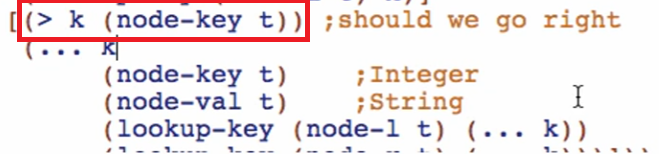 [(> k (node-key t)) ;should we go right
(... k
(node-key t) ;Integer
(node-val t) ;String
(lookup-key (node-l t) (... k))